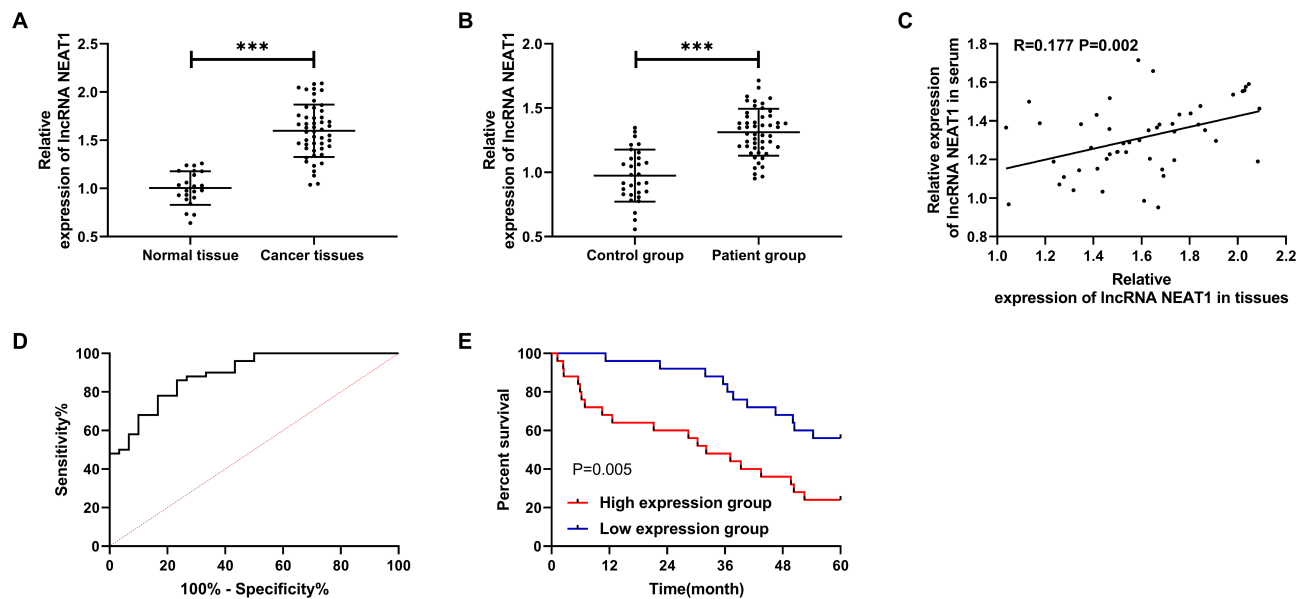 A
Relative
expression of lncRNA NEAT1
2.5
2.0
1.5
1.0
0.5
***
Normal tissue
Cancer tissues
B
Relative
expression of lncRNA NEAT1
2.0
1.5
1.0
0.5
***
Control group
Patient group
C
Relative expression
of lncRNA NEAT1 in serum
1.8
1.6
1.4
1.2
1.0
0.8
R=0.177 P=0.002
1.0
1.2
1.4
1.6
1.8
2.0
2.2
Relative
expression of lncRNA NEAT1 in tissues
D
Sensitivity%
100
80
60
40
20
0
0
20
40
60
80
100
100% - Specificity%
E
Percent survival
100
80
60
40
20
0
P=0.005
High expression group
Low expression group
0
12
24
36
48
60
Time(month)